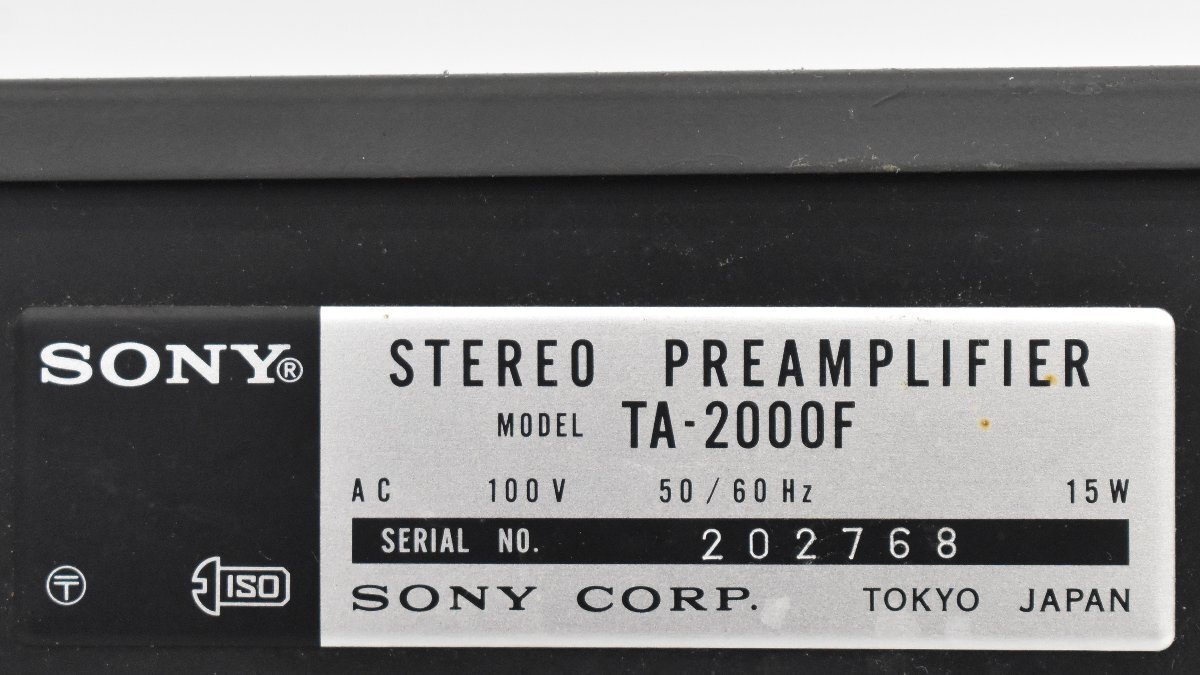 SONY®
STEREO PREAMPLIFIER
MODEL TA-2000F
AC 100V 50/60Hz 15W
SERIAL NO. 202768
〒 ISO
SONY CORP. TOKYO JAPAN